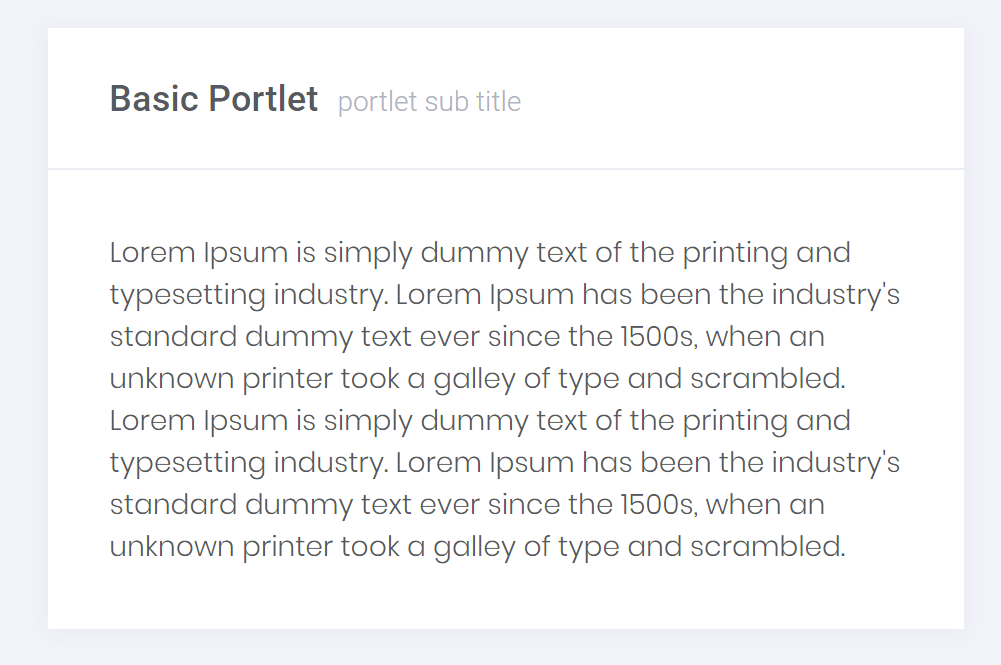 Basic Portlet portlet sub title
Lorem Ipsum is simply dummy text of the printing and
typesetting industry. Lorem Ipsum has been the industry's
standard dummy text ever since the 1500s, when an
unknown printer took a galley of type and scrambled.
Lorem Ipsum is simply dummy text of the printing and
typesetting industry. Lorem Ipsum has been the industry's
standard dummy text ever since the 1500s, when an
unknown printer took a galley of type and scrambled.